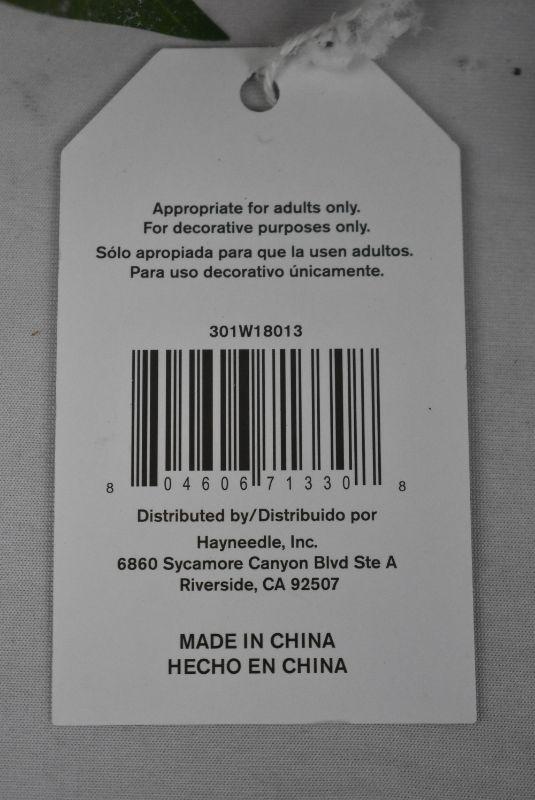 Appropriate for adults only.
For decorative purposes only.
Sólo apropiada para que la usen adultos.
Para uso decorativo únicamente.
301W18013
8 04606 71330 8
Distributed by/Distribuido por
Hayneedle, Inc.
6860 Sycamore Canyon Blvd Ste A
Riverside, CA 92507
MADE IN CHINA
HECHO EN CHINA